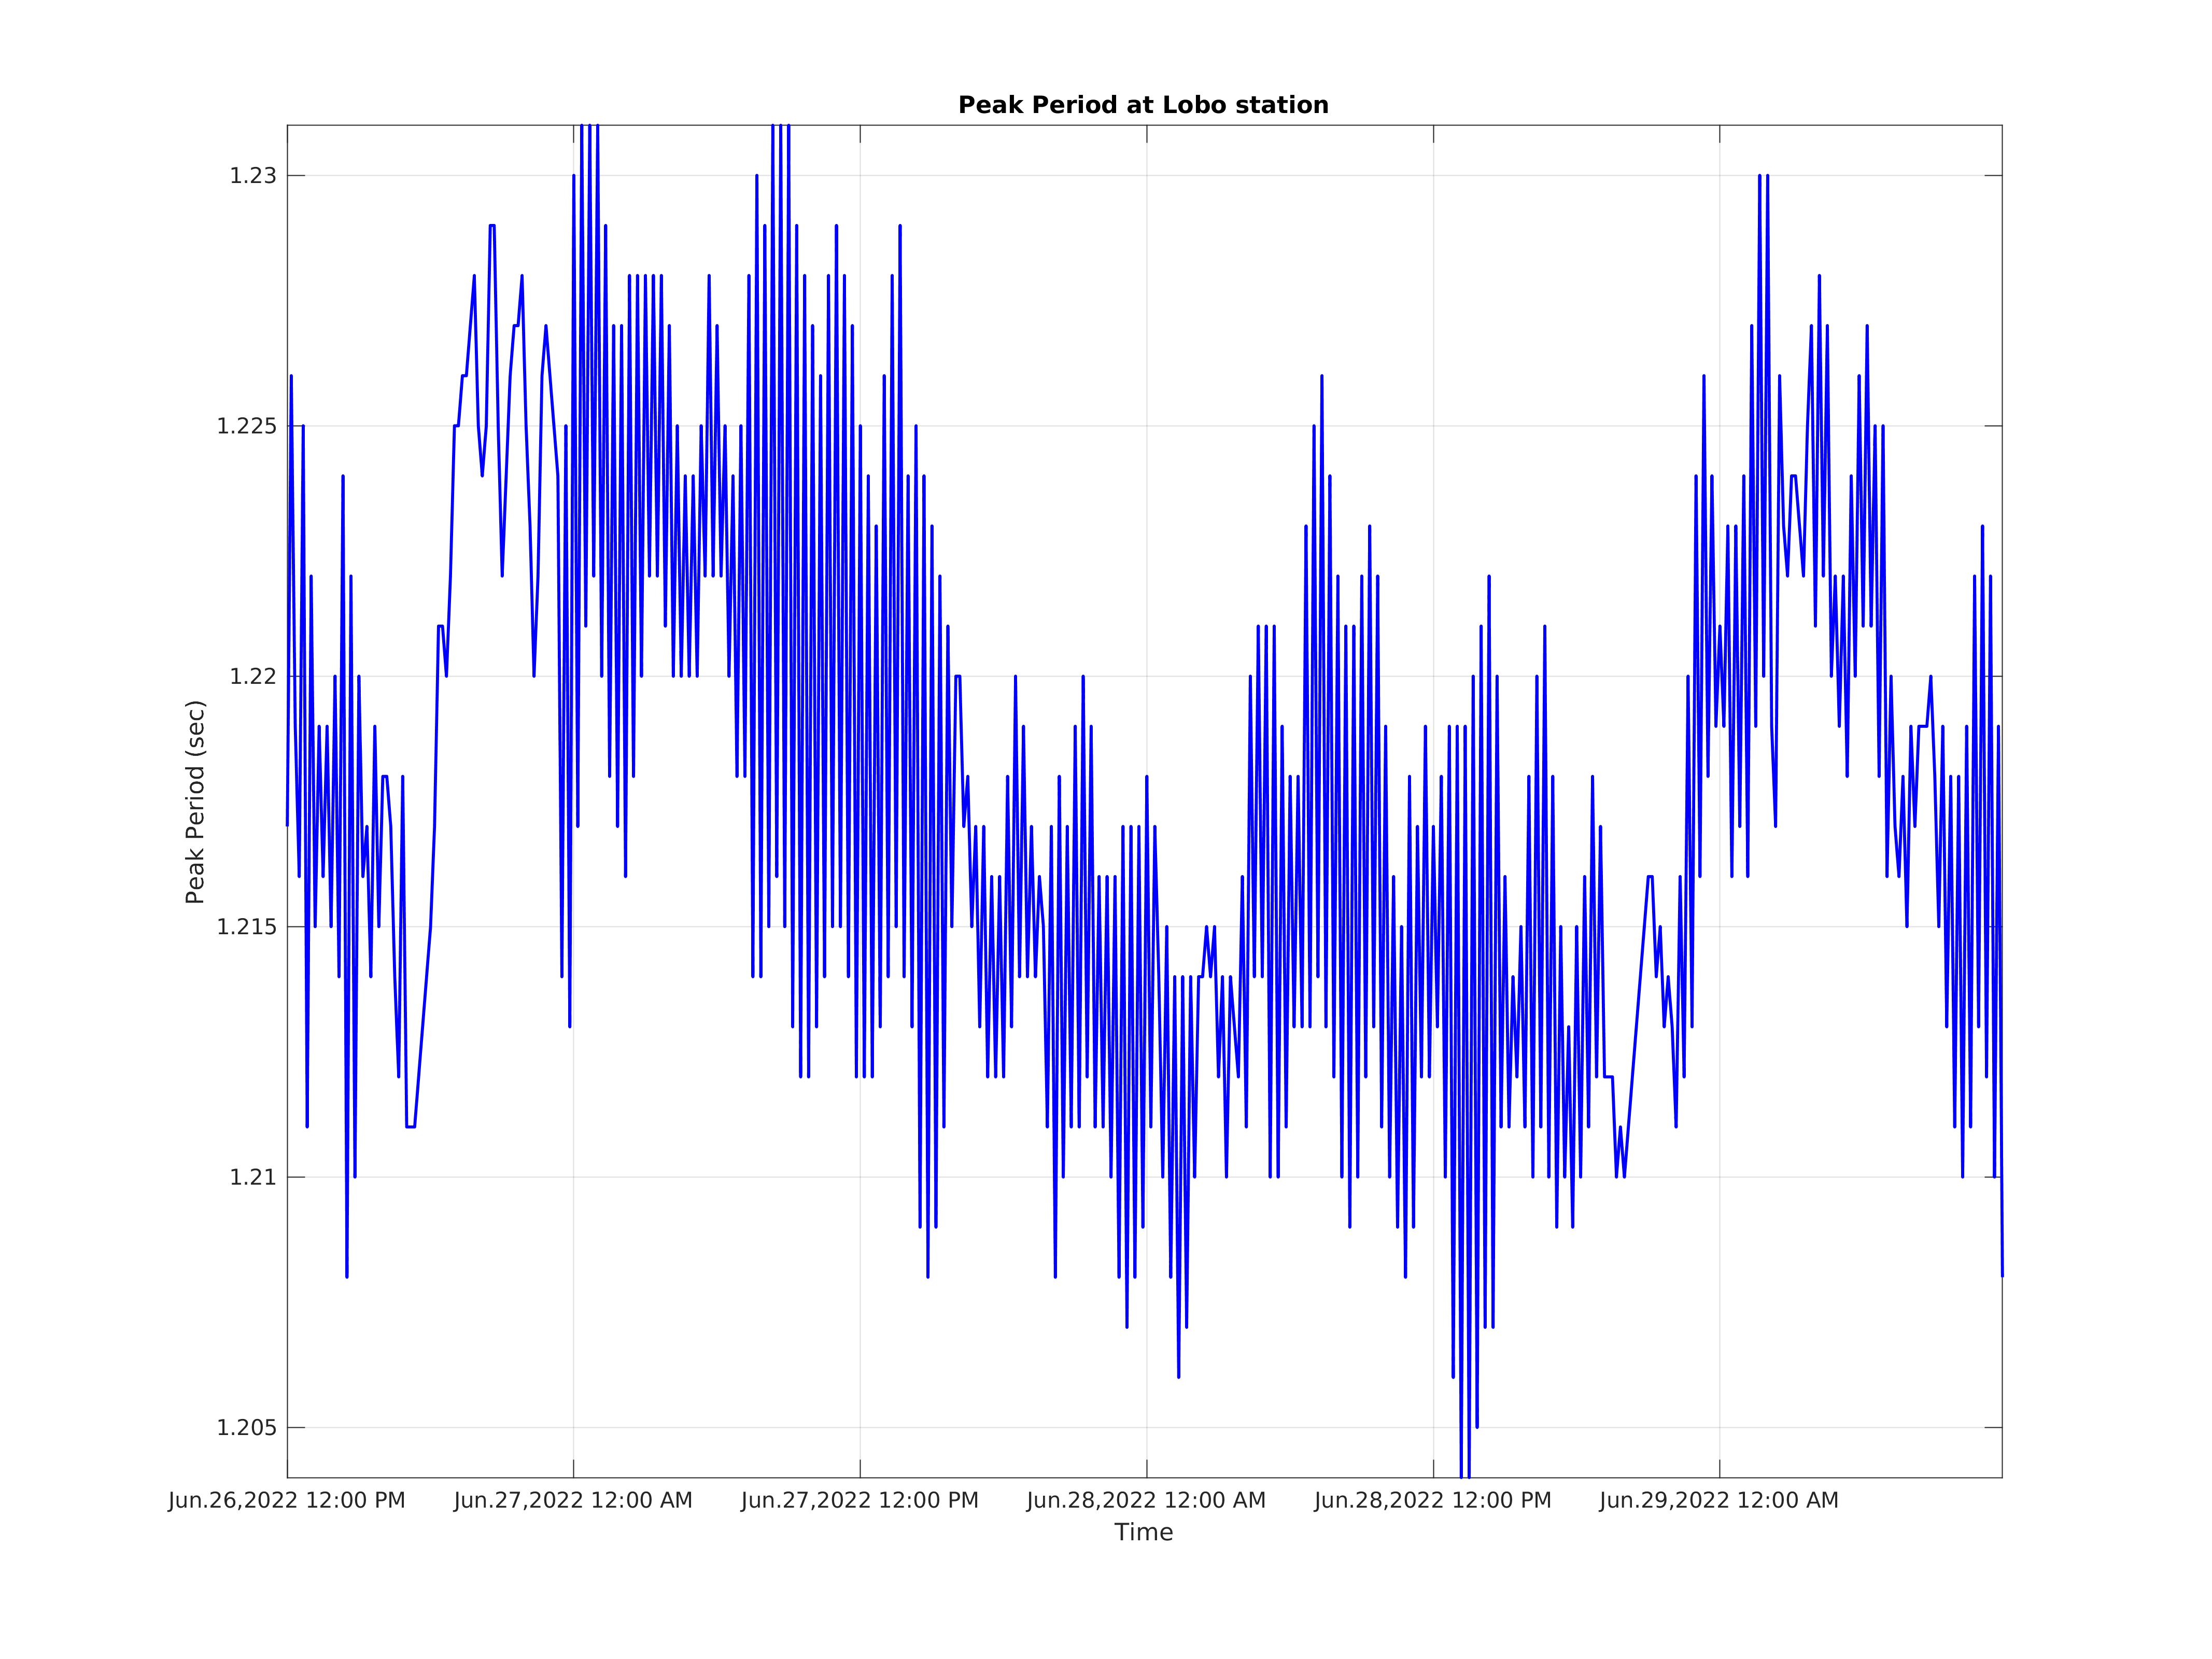 Peak Period at Lobo station
1.23
1.225
1.22
1.215
1.21
1.205
Peak Period (sec)
Jun.26,2022 12:00 PM
Jun.27,2022 12:00 AM
Jun.27,2022 12:00 PM
Jun.28,2022 12:00 AM
Jun.28,2022 12:00 PM
Jun.29,2022 12:00 AM
Time